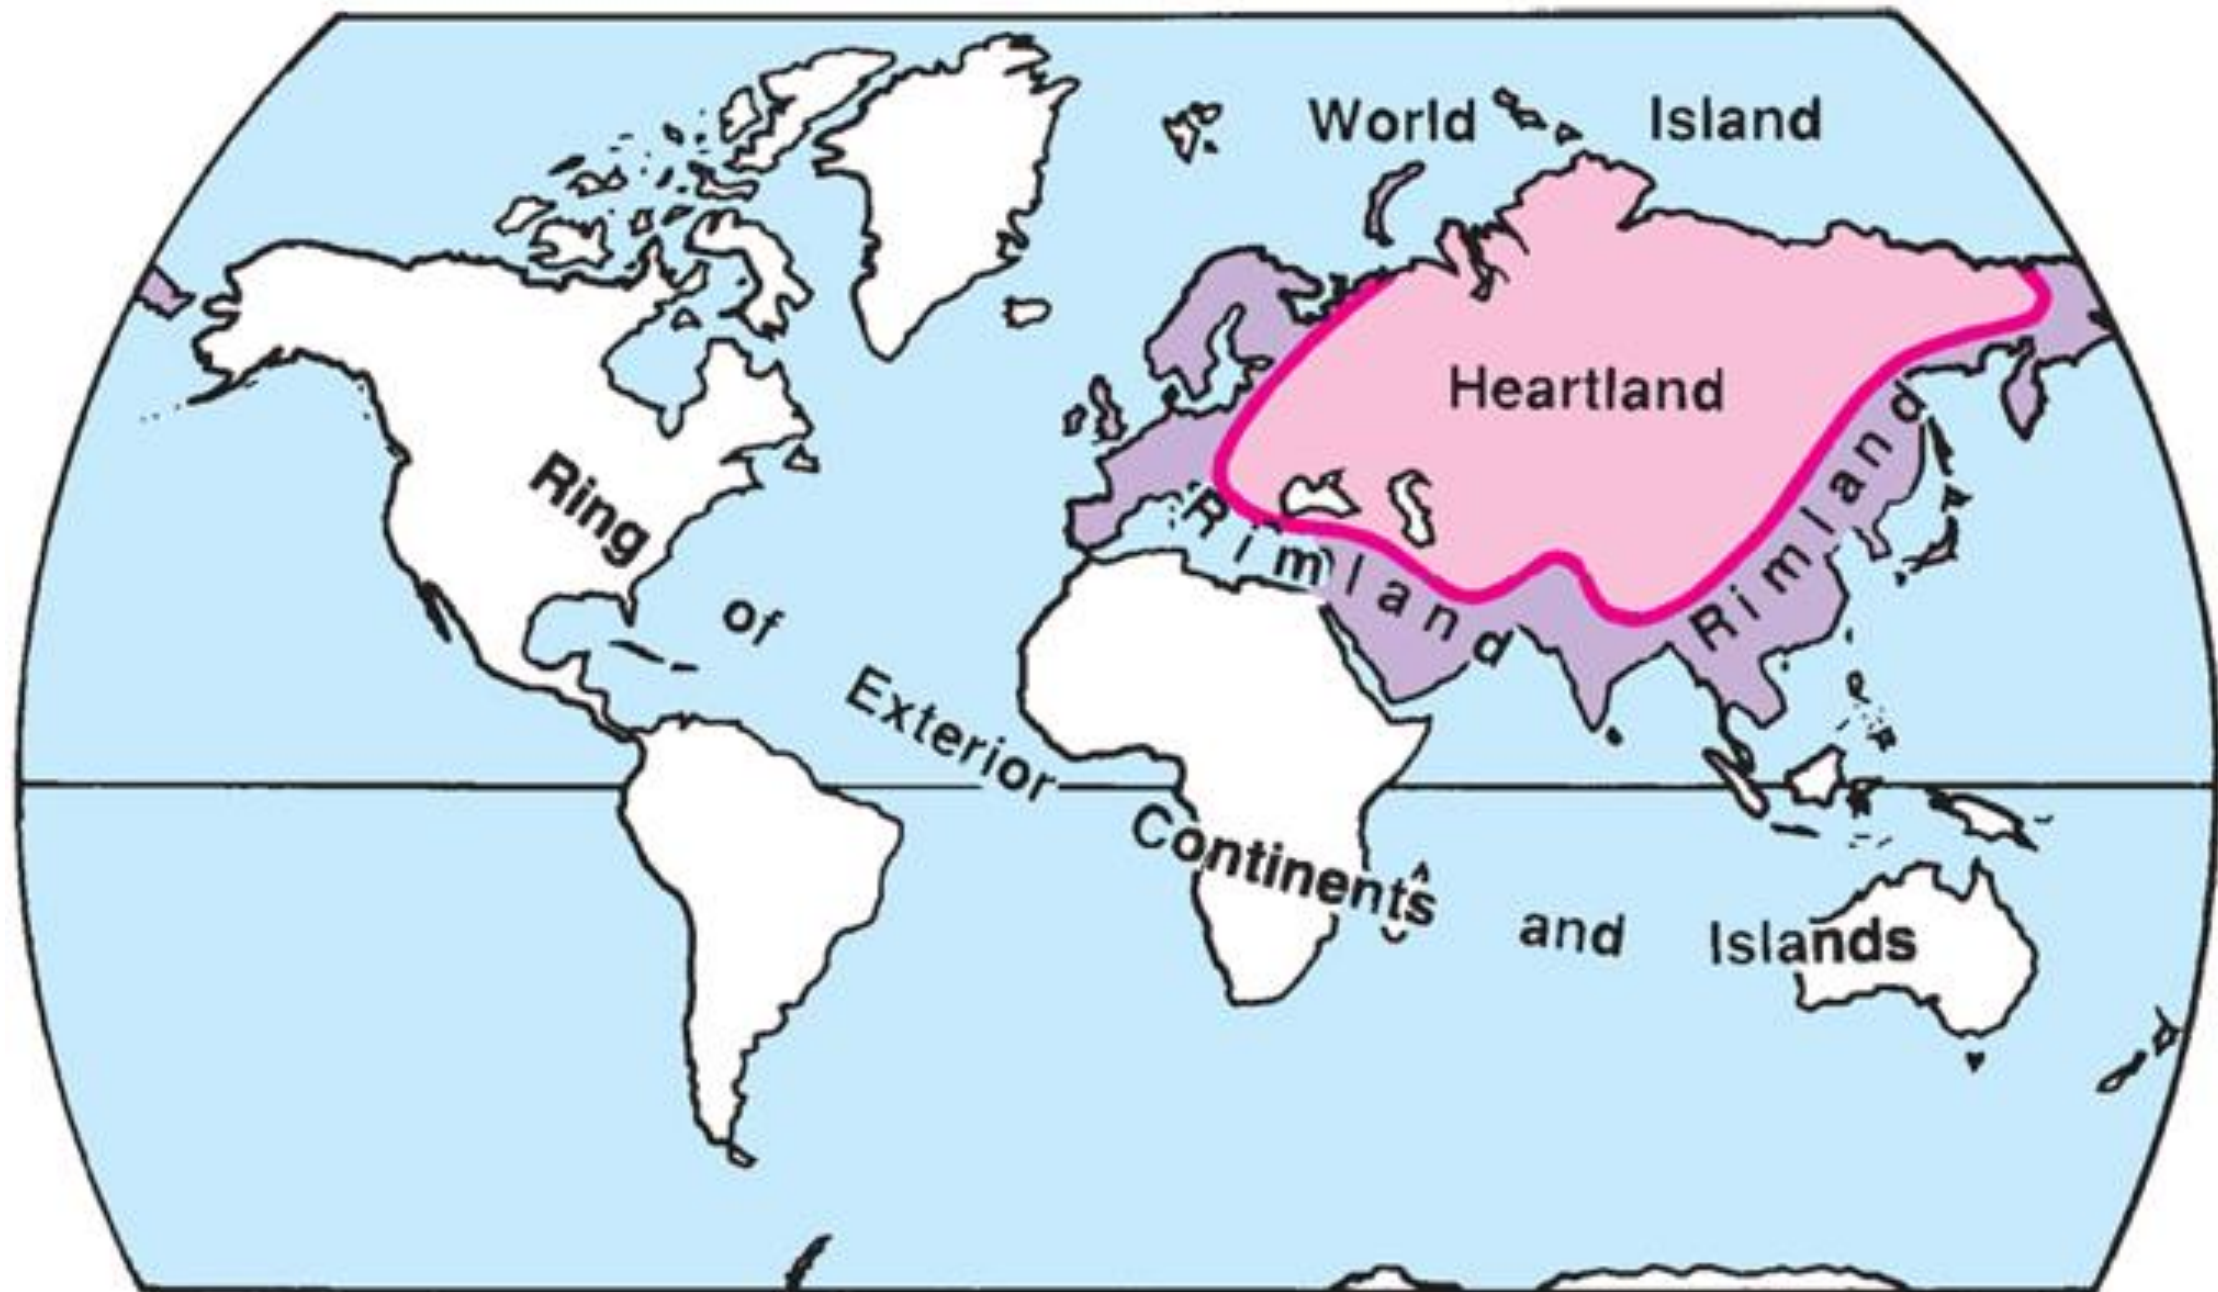 World Island
Heartland
Rimland
Rimland
Ring of Exterior Continents and Islands